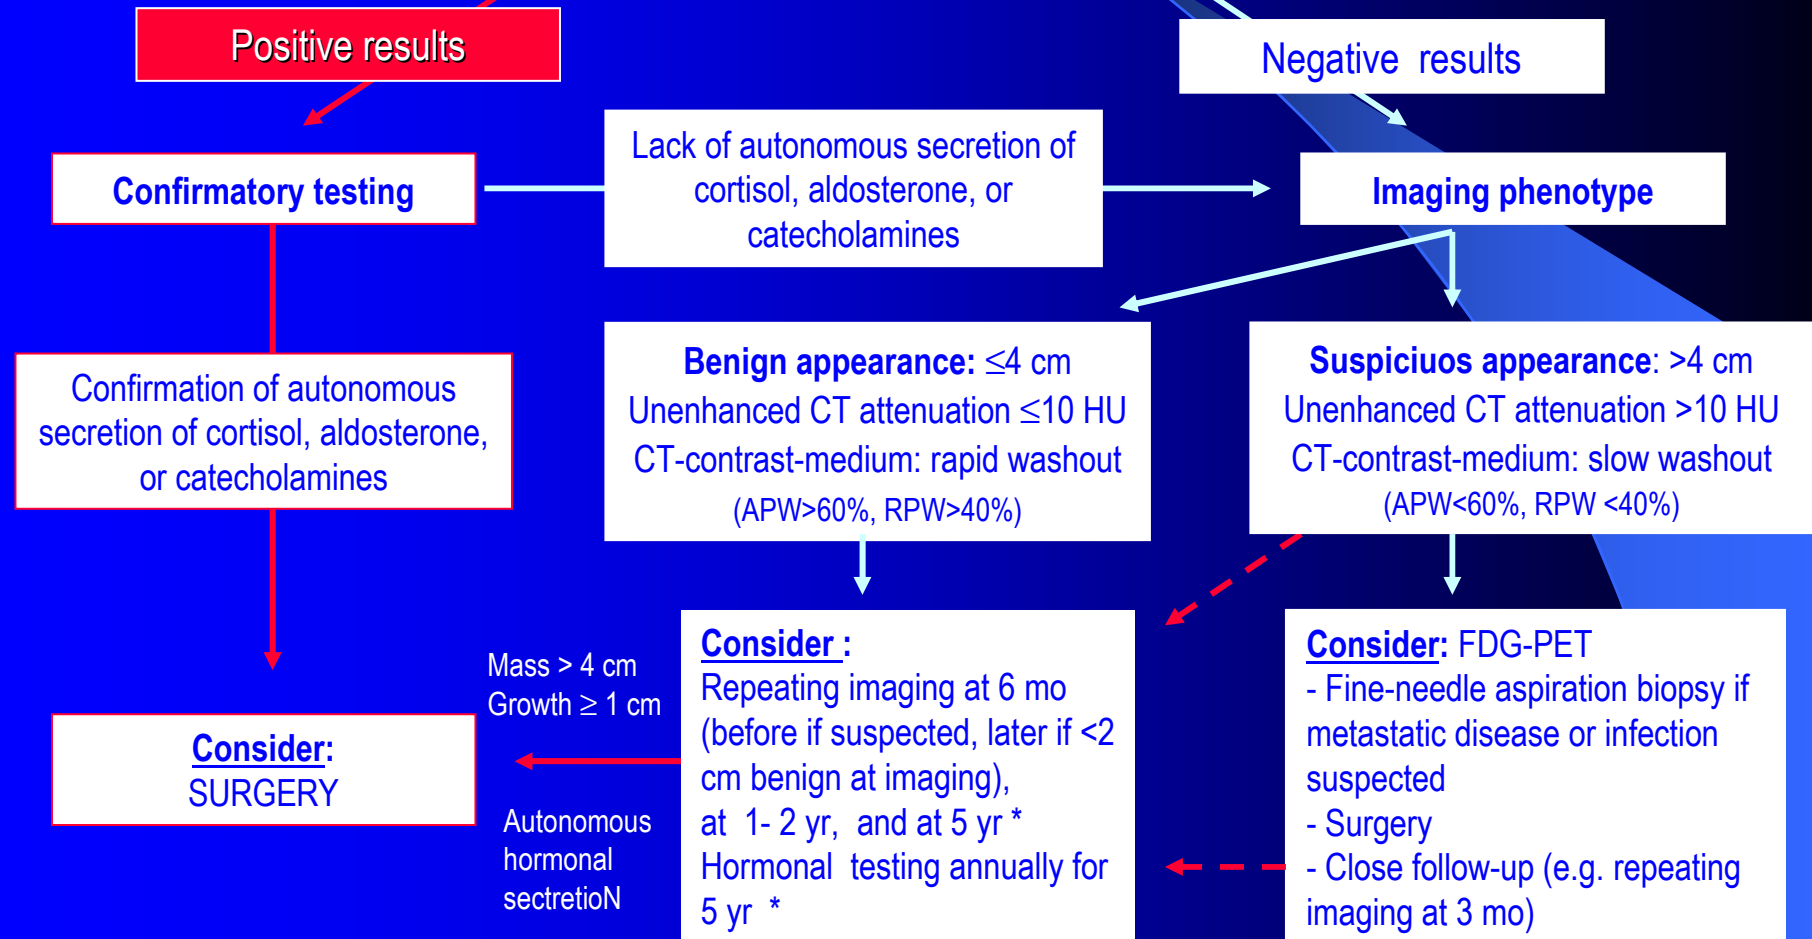 Positive results
Negative results
Lack of autonomous secretion of
cortisol, aldosterone, or
catecholamines
Confirmatory testing
Imaging phenotype
Confirmation of autonomous
secretion of cortisol, aldosterone,
or catecholamines
Benign appearance: ≤4 cm
Unenhanced CT attenuation ≤10 HU
CT-contrast-medium: rapid washout
(APW>60%, RPW>40%)
Suspiciuos appearance: >4 cm
Unenhanced CT attenuation >10 HU
CT-contrast-medium: slow washout
(APW<60%, RPW <40%)
Mass > 4 cm
Growth ≥ 1 cm
Consider:
SURGERY
Autonomous
hormonal
sectretioN
Consider :
Repeating imaging at 6 mo
(before if suspected, later if <2
cm benign at imaging),
at 1- 2 yr, and at 5 yr *
Hormonal testing annually for
5 yr *
Consider: FDG-PET
- Fine-needle aspiration biopsy if
metastatic disease or infection
suspected
- Surgery
- Close follow-up (e.g. repeating
imaging at 3 mo)